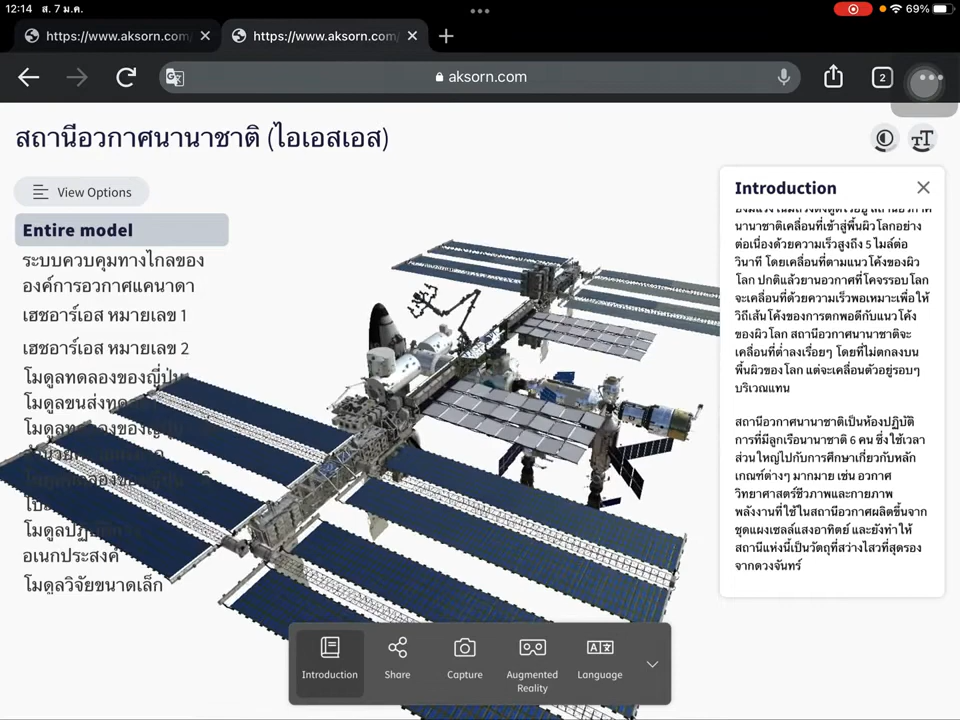 12:14 ส. 7 ม.ค.
69%
https://www.aksorn.com/
https://www.aksorn.com/
aksorn.com
2
สถานีอวกาศนานาชาติ (ไอเอสเอส)
View Options
Entire model
ระบบควบคุมทางไกลของ
องค์การอวกาศแคนาดา
เฮชอาร์เอส หมายเลข 1
เฮชอาร์เอส หมายเลข 2
โมดูลทดลองของญี่ปุ่น
โมดูลขนส่งทด
โมดูลปฏิบัติ
อเนกประสงค์
โมดูลวิจัยขนาดเล็ก
Introduction
นานาชาติเคลื่อนที่เข้าสู่พื้นผิวโลกอย่าง
ต่อเนื่องด้วยความเร็วสูงถึง 5 ไมล์ต่อ
วินาที โดยเคลื่อนที่ตามแนวโค้งของผิว
โลก ปกติแล้วยานอวกาศที่โคจรรอบโลก
จะเคลื่อนที่ด้วยความเร็วพอเหมาะเพื่อให้
วิถีเส้นโค้งของการตกพอดีกับแนวโค้ง
ของผิวโลก สถานีอวกาศนานาชาติจะ
เคลื่อนที่ต่ำลงเรื่อยๆ โดยที่ไม่ตกลงบน
พื้นผิวของโลก แต่จะเคลื่อนตัวอยู่รอบๆ
บริเวณแทน
สถานีอวกาศนานาชาติเป็นห้องปฏิบัติ
การที่มีลูกเรือนานาชาติ 6 คน ซึ่งใช้เวลา
ส่วนใหญ่ไปกับการศึกษาเกี่ยวกับหลัก
เกณฑ์ต่างๆ มากมาย เช่น อวกาศ
วิทยาศาสตร์ชีวภาพและกายภาพ
พลังงานที่ใช้ในสถานีอวกาศผลิตขึ้นจาก
ชุดแผงเซลล์แสงอาทิตย์ และยังทำให้
สถานีแห่งนี้เป็นวัตถุที่สว่างไสวที่สุดรอง
จากดวงจันทร์
Introduction
Share
Capture
Augmented
Reality
Language